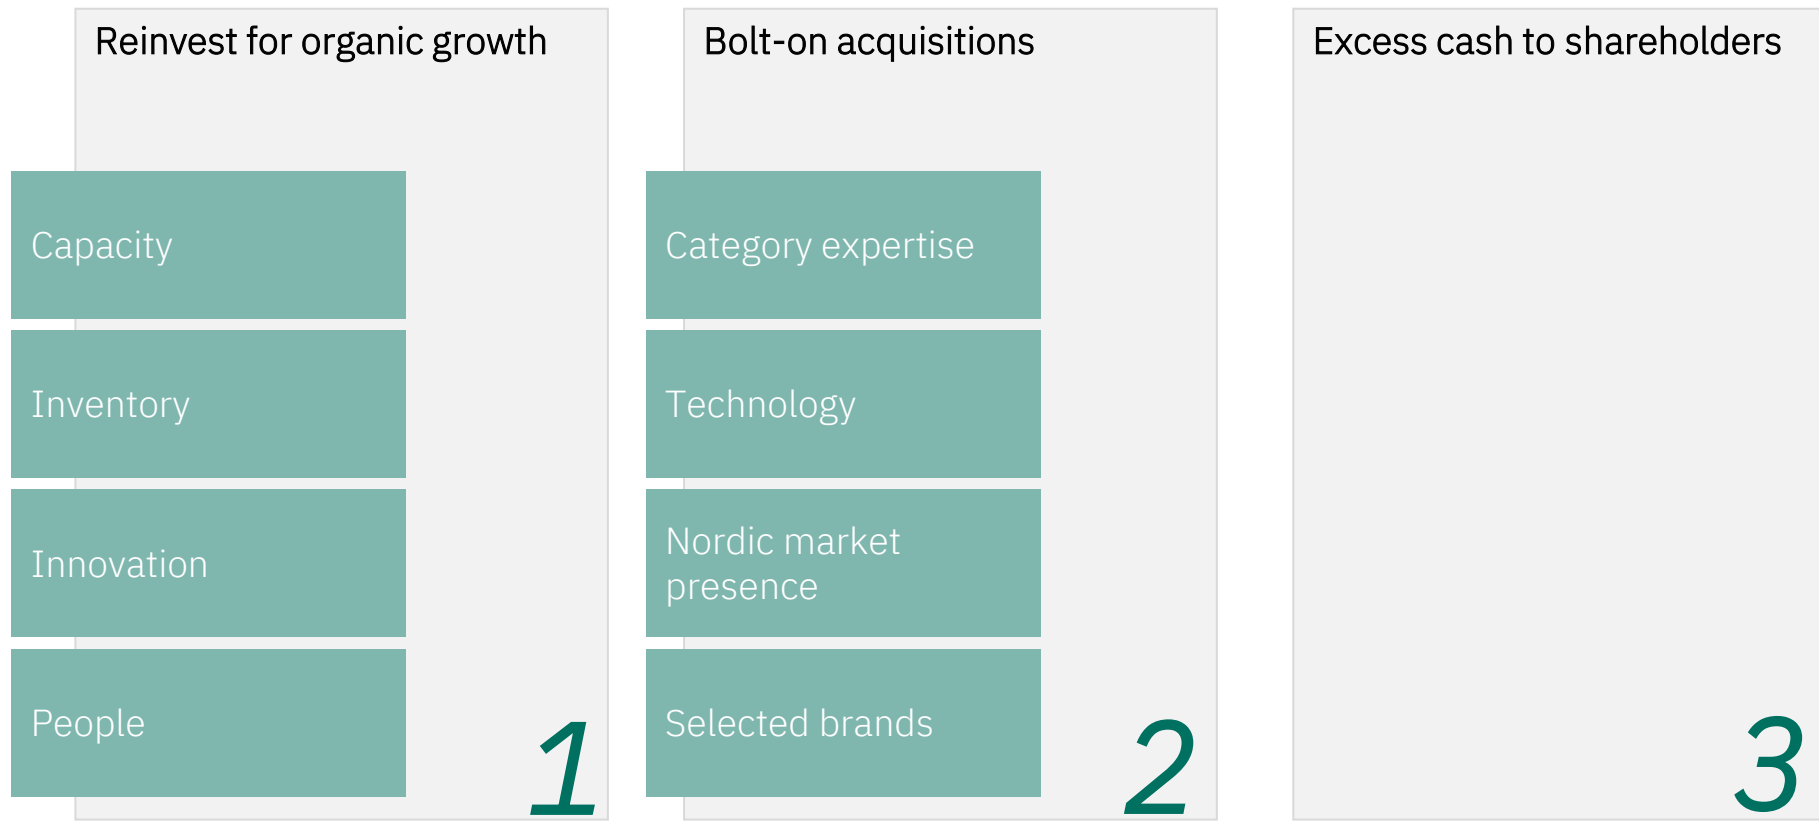 Reinvest for organic growth
Capacity
Inventory
Innovation
People
1
Bolt-on acquisitions
Category expertise
Technology
Nordic market
presence
Selected brands
2
Excess cash to shareholders
3